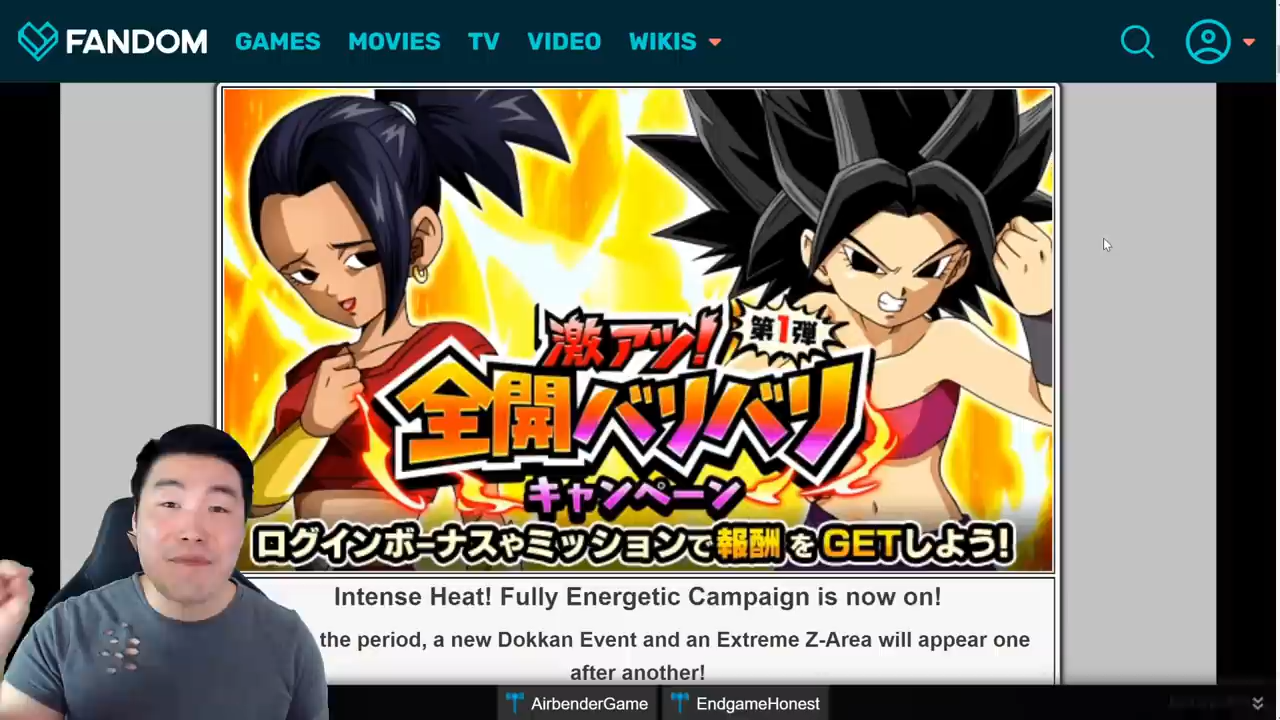 FANDOM GAMES MOVIES TV VIDEO WIKIS
激アツ! 第1弾
全開バリバリ
キャンペーン
ログインボーナスやミッションで報酬をGETしよう!
Intense Heat! Fully Energetic Campaign is now on!
the period, a new Dokkan Event and an Extreme Z-Area will appear one
after another!
AirbenderGame EndgameHonest